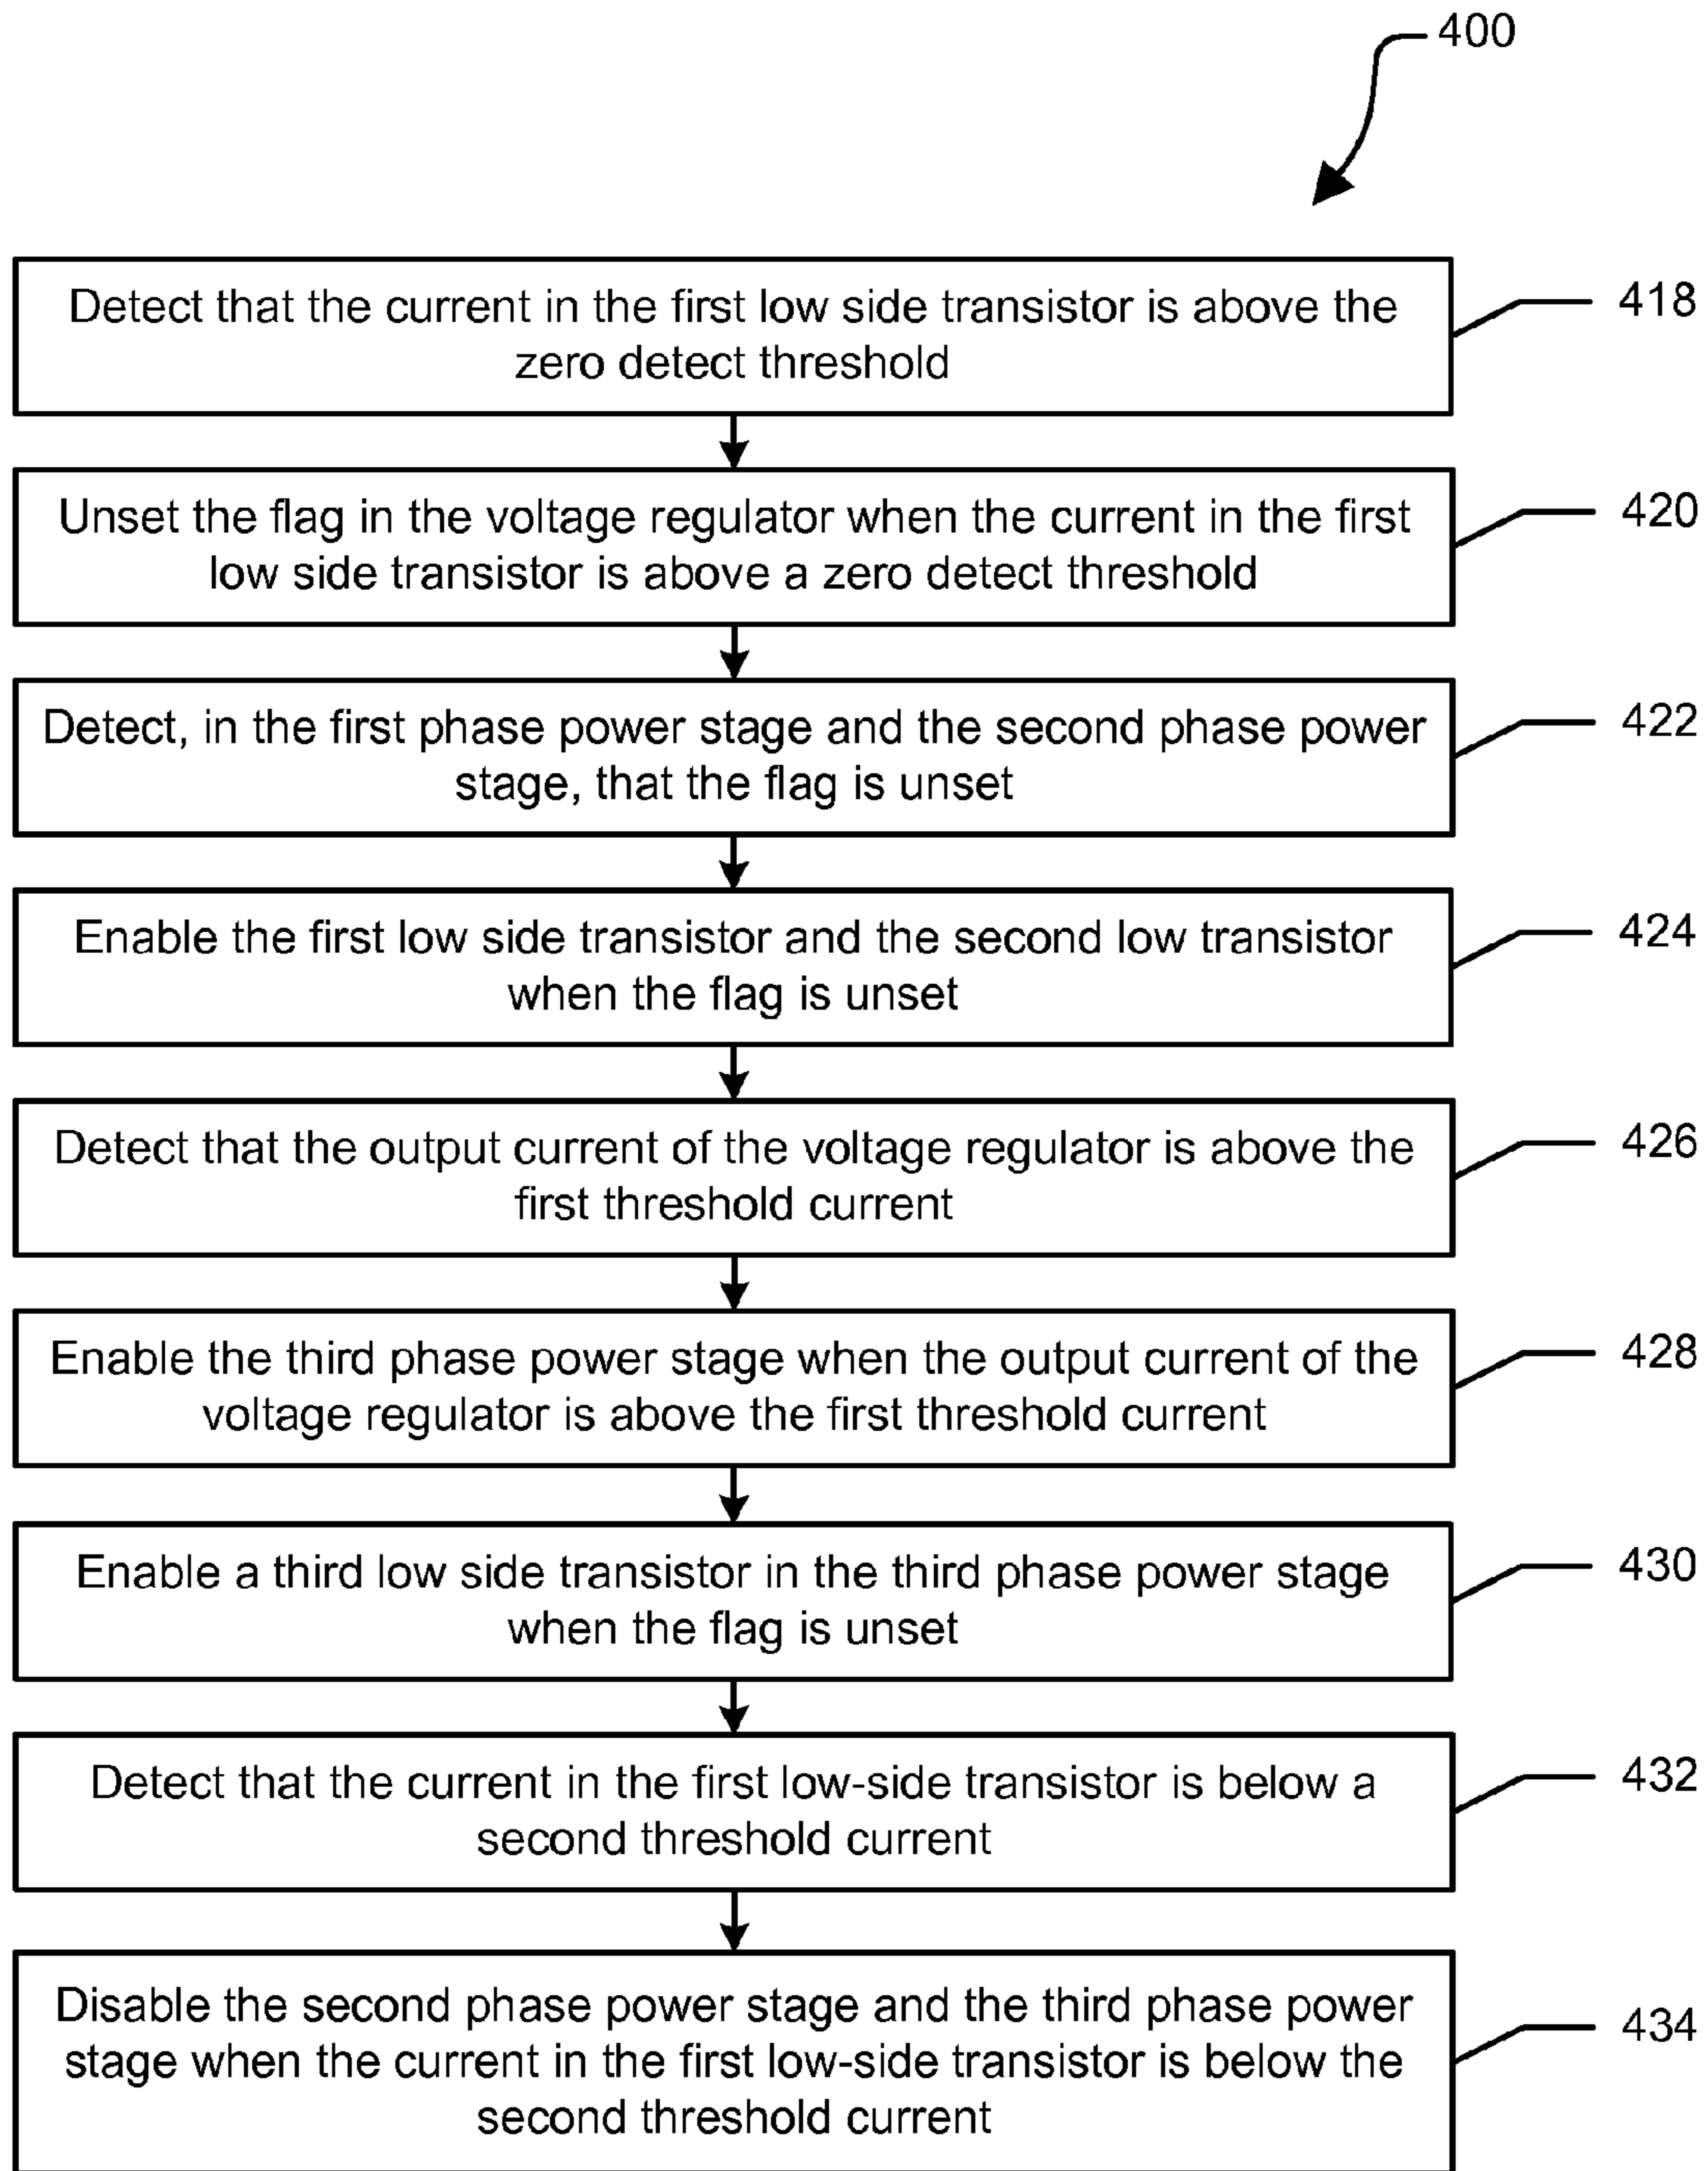 400
Detect that the current in the first low side transistor is above the
zero detect threshold
418
Unset the flag in the voltage regulator when the current in the first
low side transistor is above a zero detect threshold
420
Detect, in the first phase power stage and the second phase power
stage, that the flag is unset
422
Enable the first low side transistor and the second low transistor
when the flag is unset
424
Detect that the output current of the voltage regulator is above the
first threshold current
426
Enable the third phase power stage when the output current of the
voltage regulator is above the first threshold current
428
Enable a third low side transistor in the third phase power stage
when the flag is unset
430
Detect that the current in the first low-side transistor is below a
second threshold current
432
Disable the second phase power stage and the third phase power
stage when the current in the first low-side transistor is below the
second threshold current
434